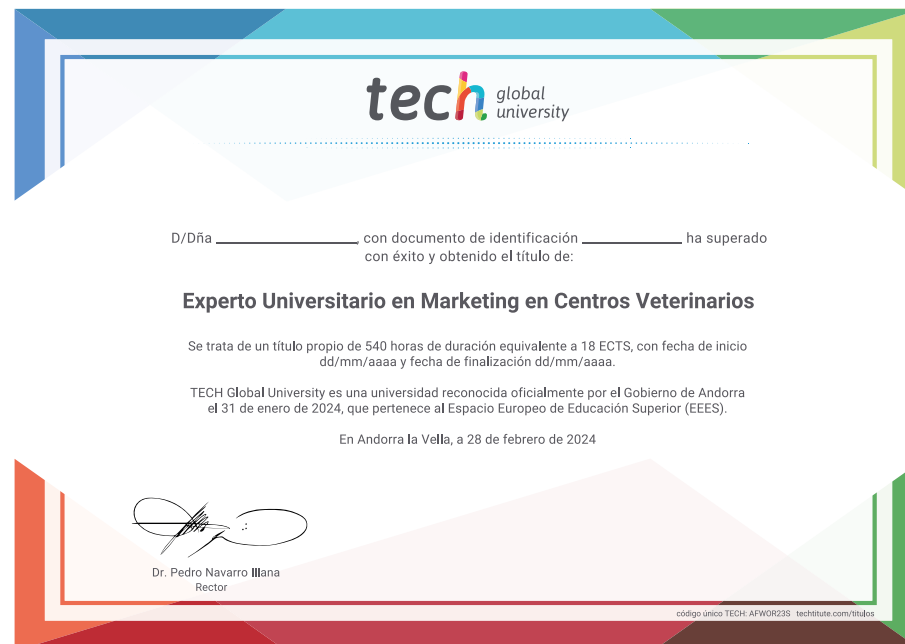 tech global university
D/Dña ____________________, con documento de identificación ______________ ha superado
con éxito y obtenido el título de:
Experto Universitario en Marketing en Centros Veterinarios
Se trata de un título propio de 540 horas de duración equivalente a 18 ECTS, con fecha de inicio
dd/mm/aaaa y fecha de finalización dd/mm/aaaa.
TECH Global University es una universidad reconocida oficialmente por el Gobierno de Andorra
el 31 de enero de 2024, que pertenece al Espacio Europeo de Educación Superior (EEES).
En Andorra la Vella, a 28 de febrero de 2024
Dr. Pedro Navarro Illana
Rector
código único TECH: AFWOR23S techtitute.com/titulos